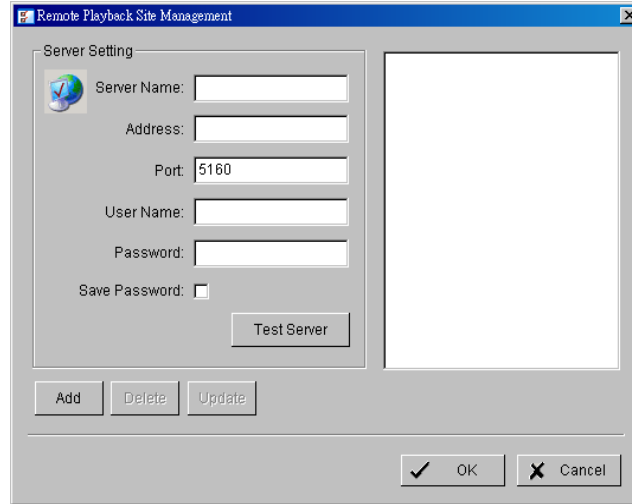 Remote Playback Site Management
Server Setting
Server Name:
Address:
Port: 5160
User Name:
Password:
Save Password:
Test Server
Add Delete Update
OK Cancel